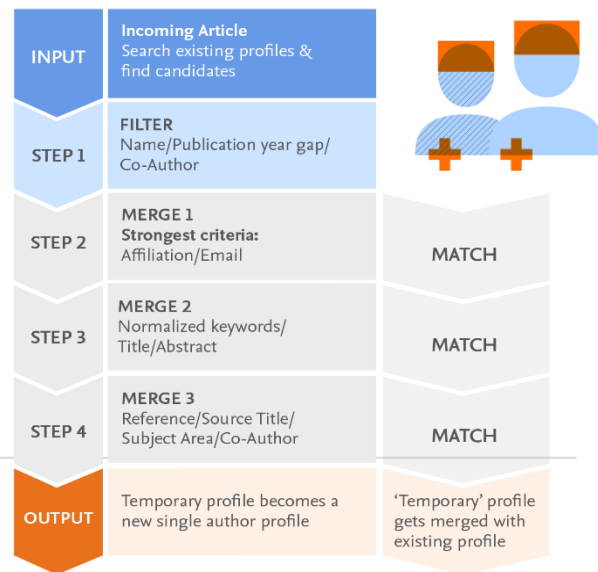 INPUT
Incoming Article
Search existing profiles &
find candidates
STEP 1
FILTER
Name/Publication year gap/
Co-Author
STEP 2
MERGE 1
Strongest criteria:
Affiliation/Email
MATCH
STEP 3
MERGE 2
Normalized keywords/
Title/Abstract
MATCH
STEP 4
MERGE 3
Reference/Source Title/
Subject Area/Co-Author
MATCH
OUTPUT
Temporary profile becomes a
new single author profile
‘Temporary’ profile
gets merged with
existing profile